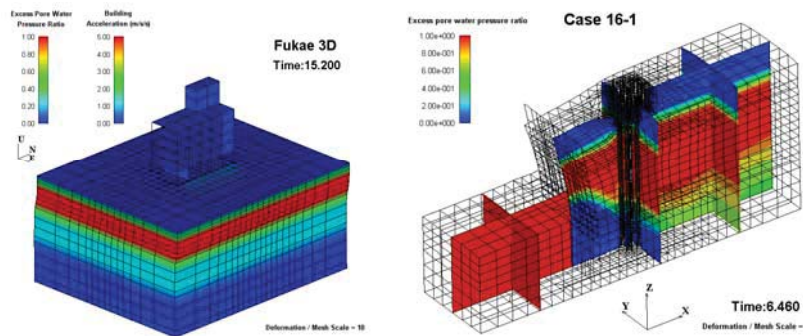 Excess Pore Water
Pressure Ratio
1.00
0.80
0.60
0.40
0.20
0.00
Building
Acceleration (m/s/s)
5.00
4.00
3.00
2.00
1.00
0.00
Fukae 3D
Time:15.200
U
N
E
Deformation / Mesh Scale = 10
Excess pore water pressure ratio
Case 16-1
1.00e+000
8.00e-001
6.00e-001
4.00e-001
2.00e-001
0.00e+000
Z
Y
X
Time:6.460
Deformation / Mesh Scale =